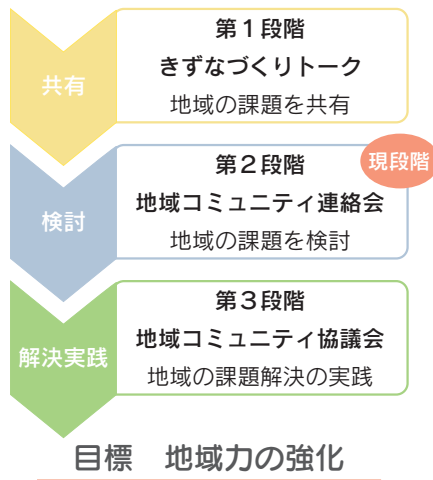 第1段階
きずなづくりトーク
共有
地域の課題を共有
第2段階
現段階
地域コミュニティ連絡会
検討
地域の課題を検討
第3段階
地域コミュニティ協議会
解決実践
地域の課題解決の実践
目標 地域力の強化